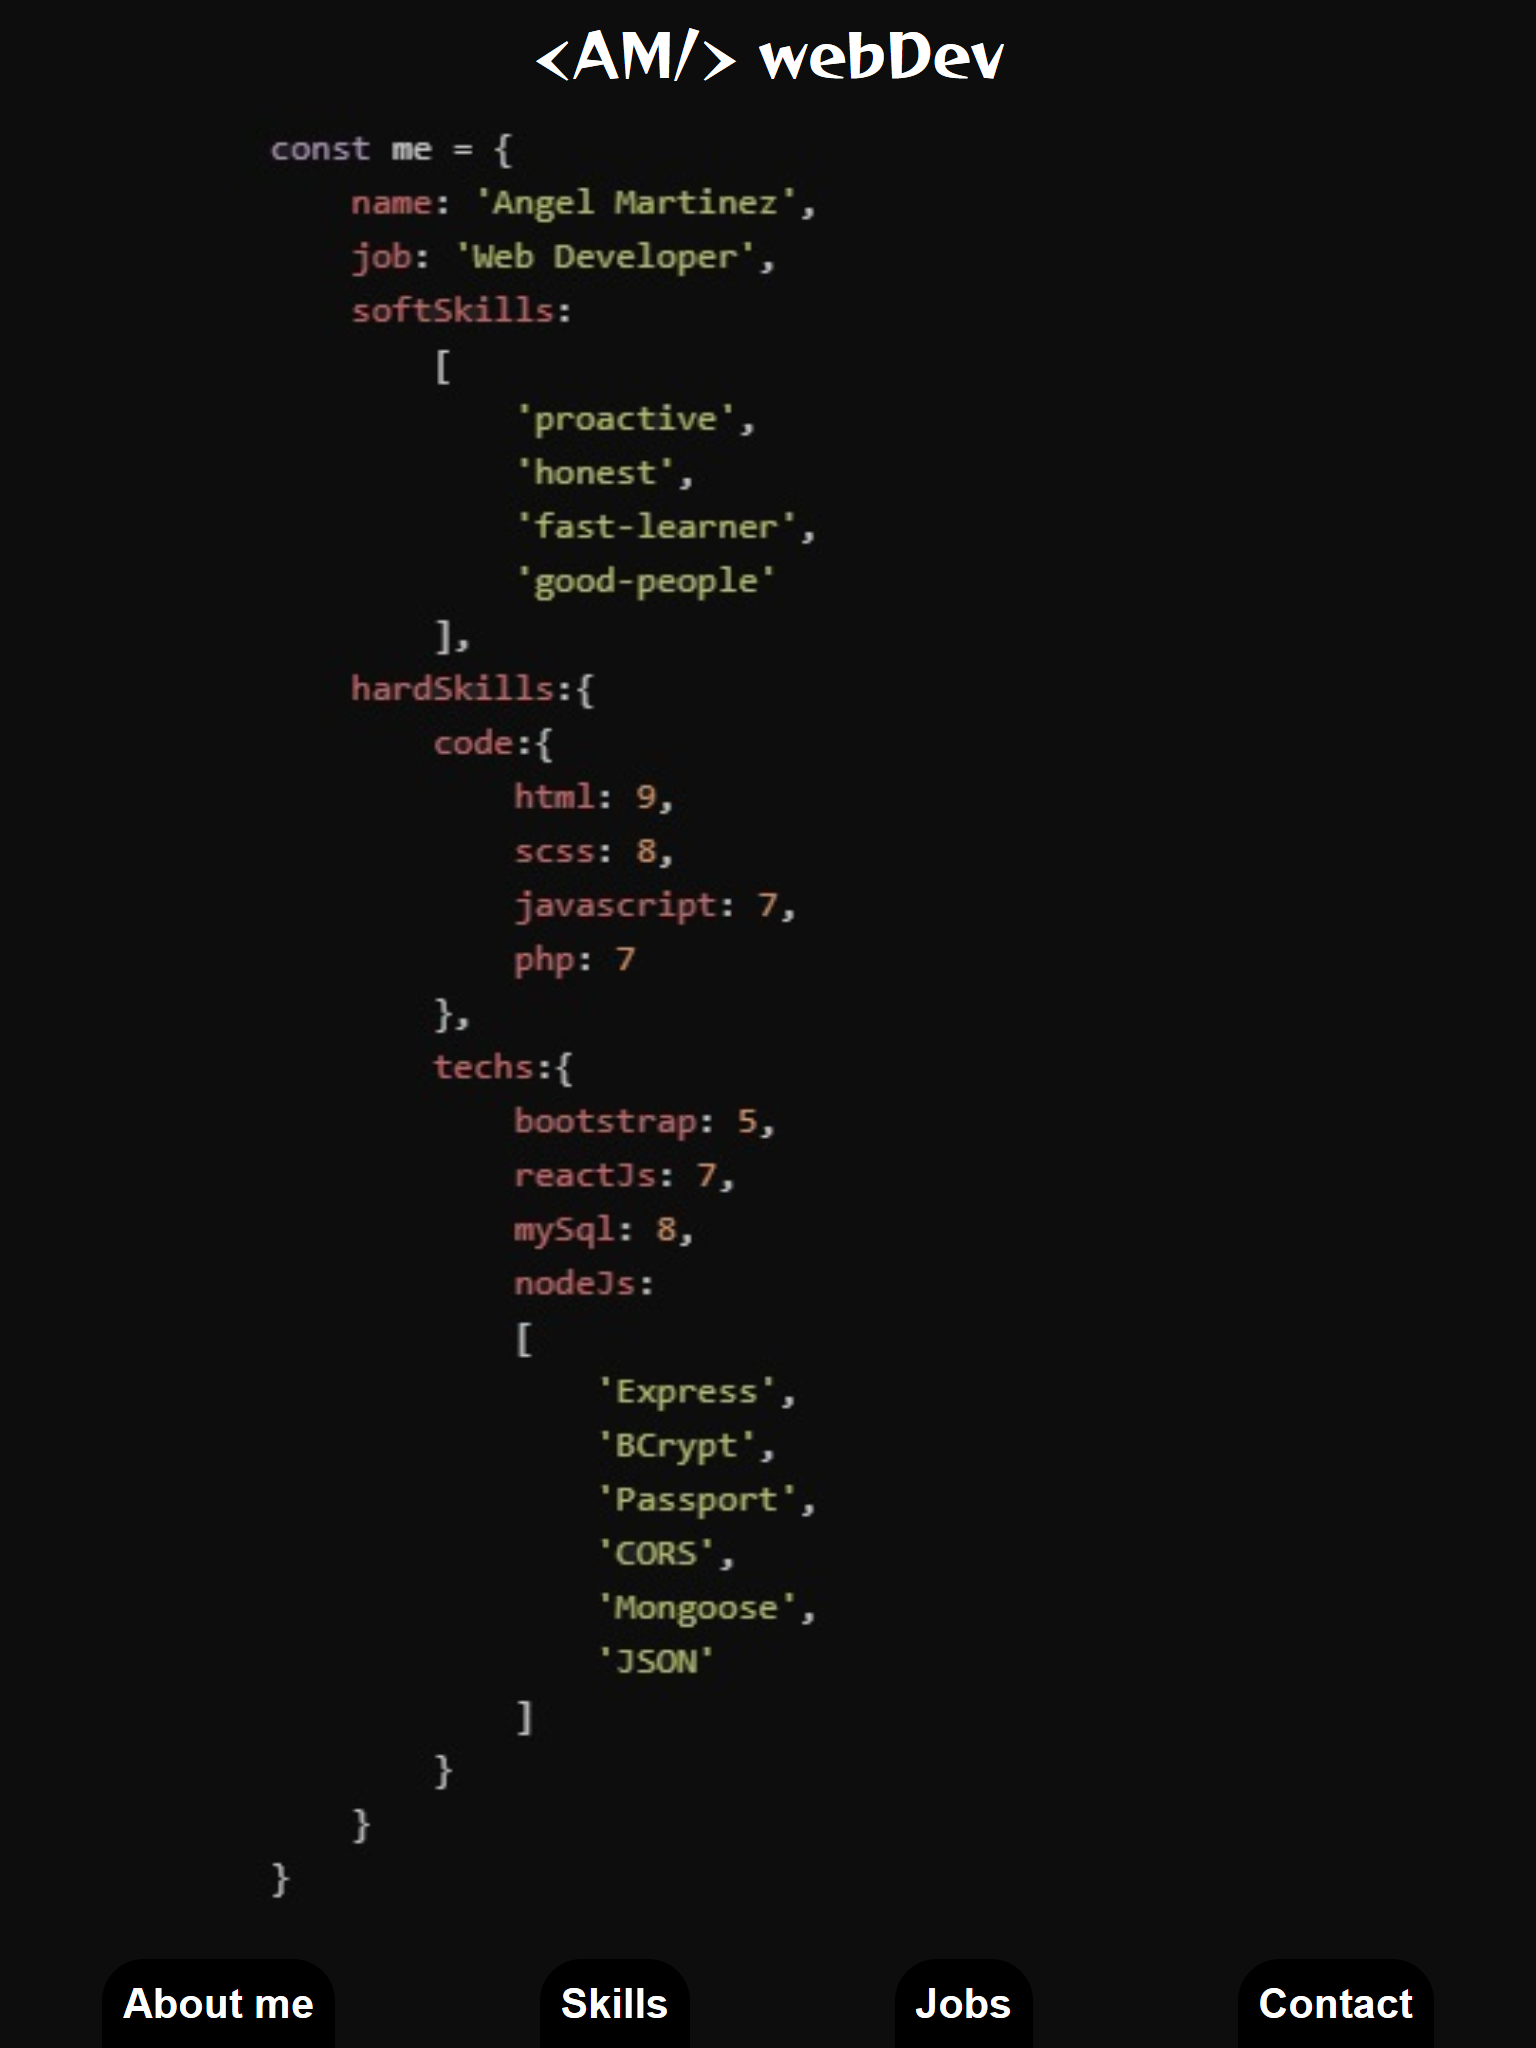 <AM/> webDev
const me = {
name: 'Angel Martinez',
job: 'Web Developer',
softSkills:
[
'proactive',
'honest',
'fast-learner',
'good-people'
],
hardSkills:{
code:{
html: 9,
scss: 8,
javascript: 7,
php: 7
},
techs:{
bootstrap: 5,
reactJs: 7,
mySql: 8,
nodeJs:
[
'Express',
'BCrypt',
'Passport',
'CORS',
'Mongoose',
'JSON'
]
}
}
}
About me Skills Jobs Contact